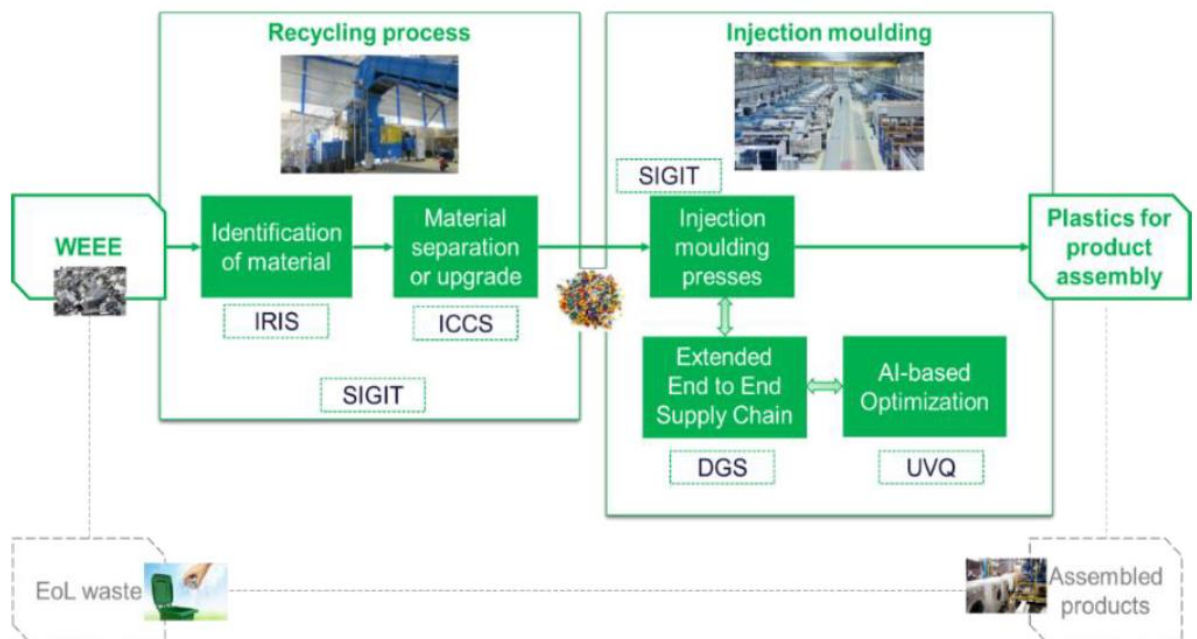 Recycling process
Injection moulding
SIGIT
WEEE
Identification
of material
Material
separation
or upgrade
Injection
moulding
presses
Plastics for
product
assembly
IRIS
ICCS
SIGIT
Extended
End to End
Supply Chain
AI-based
Optimization
DGS
UVQ
EoL waste
Assembled
products